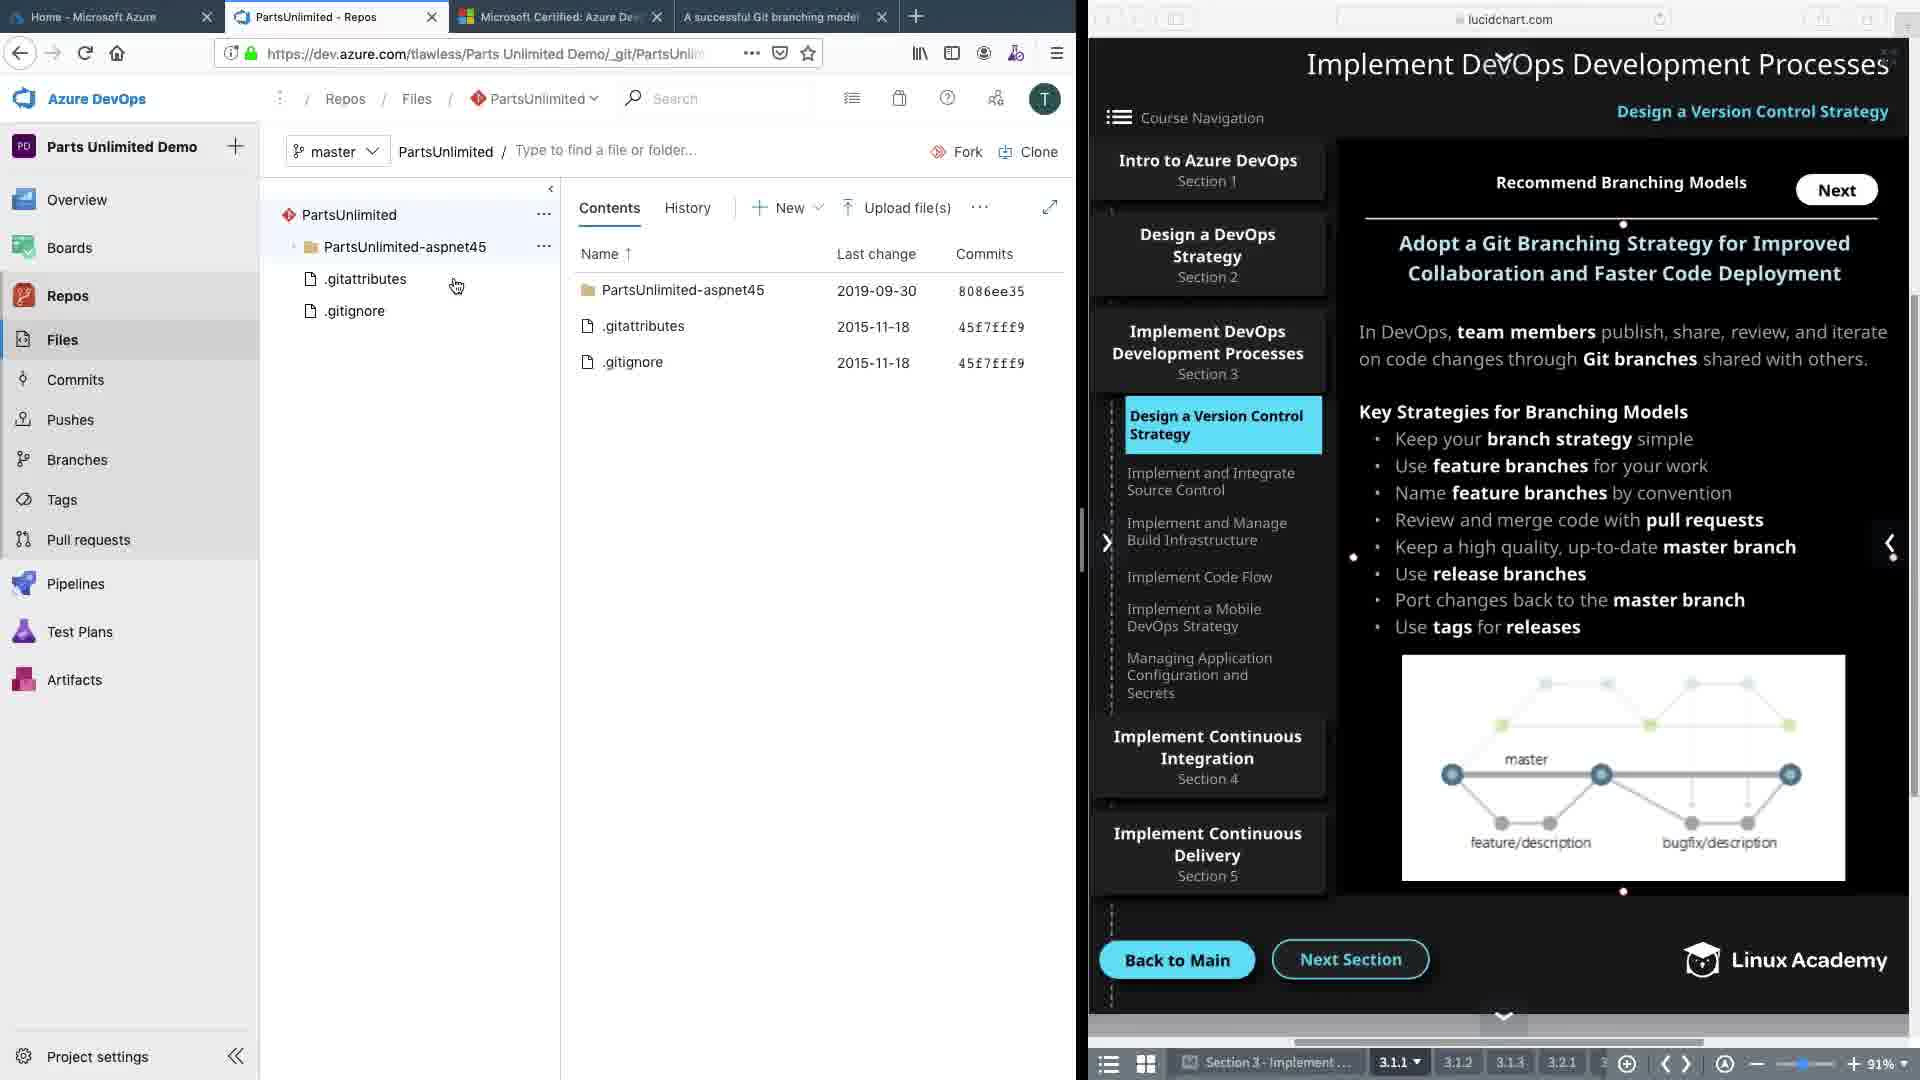 Home - Microsoft Azure
PartsUnlimited - Repos
Microsoft Certified: Azure Dev
A successful Git branching model
https://dev.azure.com/tlawless/Parts Unlimited Demo/_git/PartsUnlim
Azure DevOps
/ Repos / Files / PartsUnlimited
Search
T
PD Parts Unlimited Demo
Overview
Boards
Repos
Files
Commits
Pushes
Branches
Tags
Pull requests
Pipelines
Test Plans
Artifacts
Project settings
master
PartsUnlimited / Type to find a file or folder...
Fork
Clone
PartsUnlimited
PartsUnlimited-aspnet45
.gitattributes
.gitignore
Contents
History
New
Upload file(s)
Name ↑ Last change Commits
PartsUnlimited-aspnet45 2019-09-30 8086ee35
.gitattributes 2015-11-18 45f7fff9
.gitignore 2015-11-18 45f7fff9
lucidchart.com
Implement DevOps Development Processes
Design a Version Control Strategy
Course Navigation
Intro to Azure DevOps
Section 1
Design a DevOps
Strategy
Section 2
Implement DevOps
Development Processes
Section 3
Design a Version Control
Strategy
Implement and Integrate
Source Control
Implement and Manage
Build Infrastructure
Implement Code Flow
Implement a Mobile
DevOps Strategy
Managing Application
Configuration and
Secrets
Implement Continuous
Integration
Section 4
Implement Continuous
Delivery
Section 5
Back to Main
Next Section
Recommend Branching Models
Next
Adopt a Git Branching Strategy for Improved
Collaboration and Faster Code Deployment
In DevOps, team members publish, share, review, and iterate
on code changes through Git branches shared with others.
Key Strategies for Branching Models
• Keep your branch strategy simple
• Use feature branches for your work
• Name feature branches by convention
• Review and merge code with pull requests
• Keep a high quality, up-to-date master branch
• Use release branches
• Port changes back to the master branch
• Use tags for releases
master
feature/description
bugfix/description
Linux Academy
Section 3 - Implement ...
3.1.1
3.1.2
3.1.3
3.2.1
3
91%